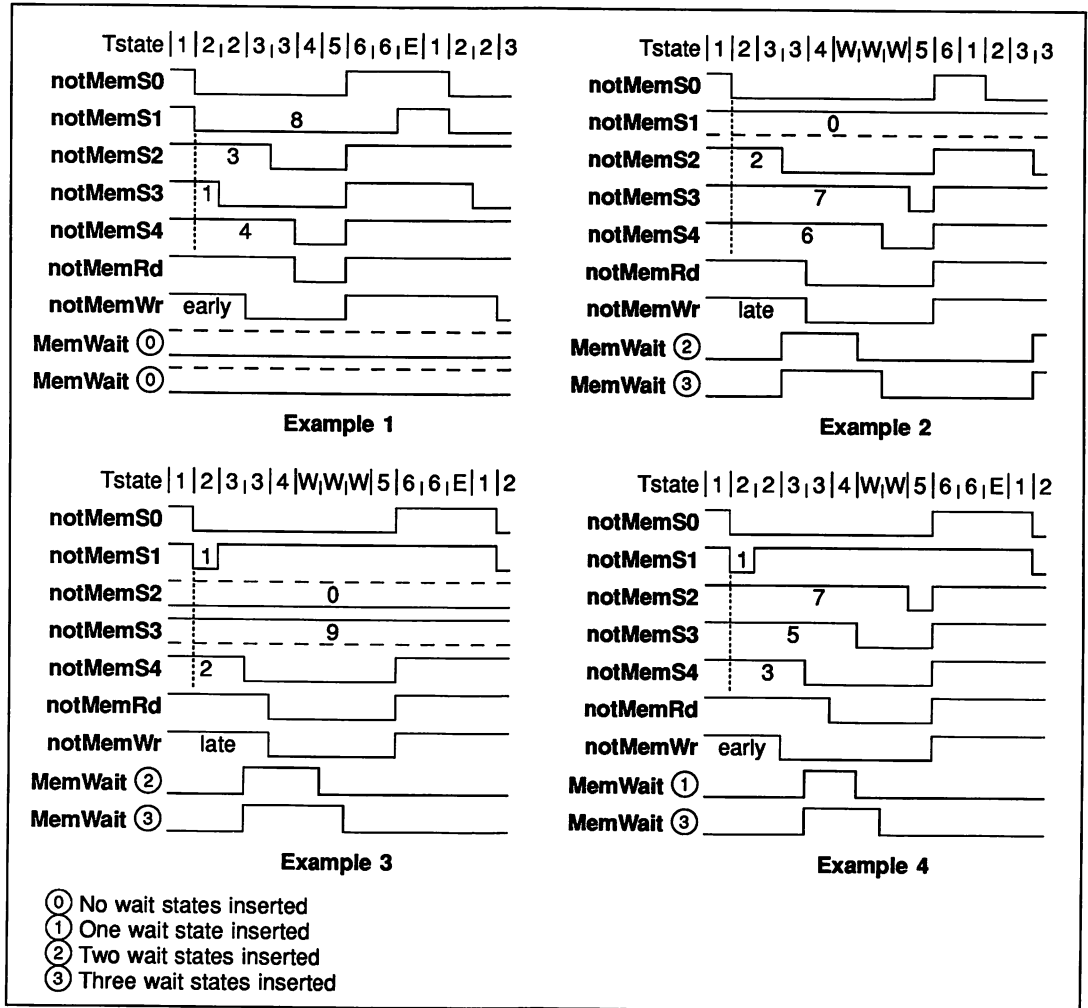 Tstate |1|2|2|3|3|4|5|6|6|E|1|2|2|3
notMemS0
notMemS1 8
notMemS2 3
notMemS3 1
notMemS4 4
notMemRd
notMemWr early
MemWait ⓪
MemWait ⓪
Example 1
Tstate |1|2|3|3|4|W|W|W|5|6|1|2|3|3
notMemS0
notMemS1 0
notMemS2 2
notMemS3 7
notMemS4 6
notMemRd
notMemWr late
MemWait ②
MemWait ③
Example 2
Tstate |1|2|3|3|4|W|W|W|5|6|6|E|1|2
notMemS0
notMemS1 1
notMemS2 0
notMemS3 9
notMemS4 2
notMemRd
notMemWr late
MemWait ②
MemWait ③
Example 3
Tstate |1|2|2|3|3|4|W|W|5|6|6|E|1|2
notMemS0
notMemS1 1
notMemS2 7
notMemS3 5
notMemS4 3
notMemRd
notMemWr early
MemWait ①
MemWait ③
Example 4
⓪ No wait states inserted
① One wait state inserted
② Two wait states inserted
③ Three wait states inserted